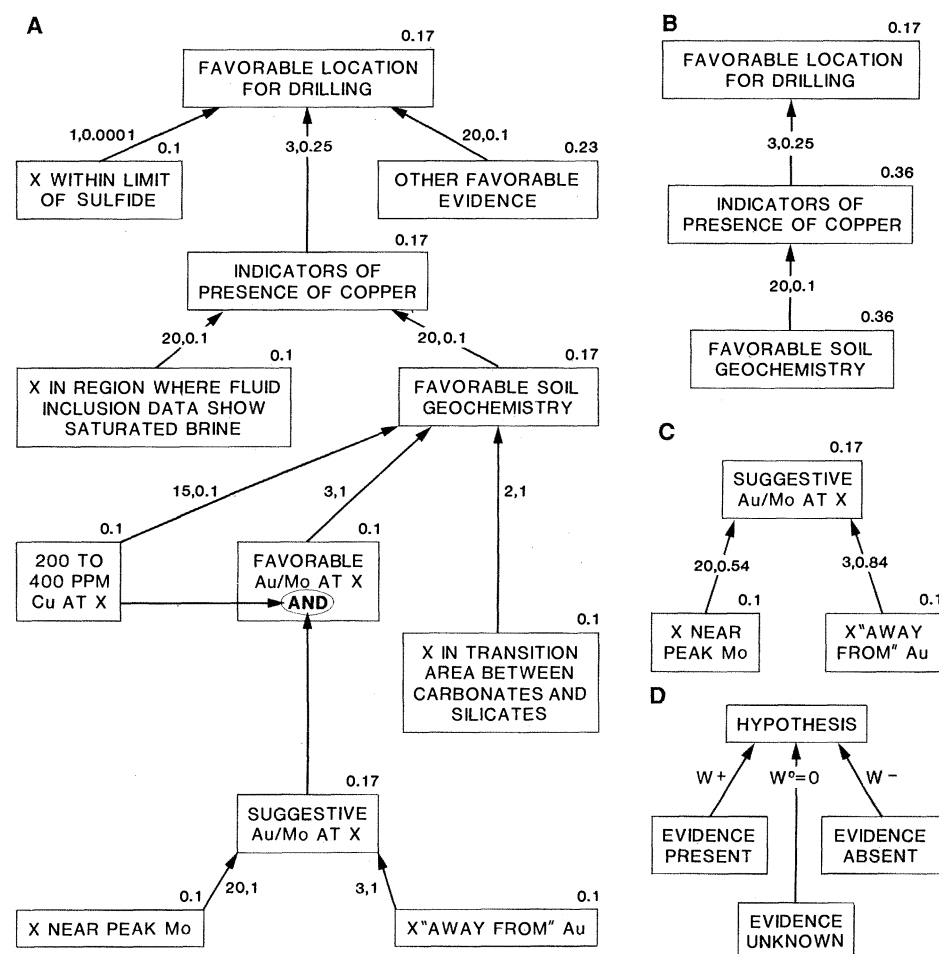 A
0.17
FAVORABLE LOCATION
FOR DRILLING
1,0.0001
0.1
X WITHIN LIMIT
OF SULFIDE
3,0.25
20,0.1
0.23
OTHER FAVORABLE
EVIDENCE
0.17
INDICATORS OF
PRESENCE OF COPPER
20,0.1
0.1
X IN REGION WHERE FLUID
INCLUSION DATA SHOW
SATURATED BRINE
20,0.1
0.17
FAVORABLE SOIL
GEOCHEMISTRY
15,0.1
3,1
2,1
0.1
200 TO
400 PPM
Cu AT X
0.1
FAVORABLE
Au/Mo AT X
AND
0.1
X IN TRANSITION
AREA BETWEEN
CARBONATES AND
SILICATES
0.17
SUGGESTIVE
Au/Mo AT X
0.1
20,1
X NEAR PEAK Mo
3,1
0.1
X"AWAY FROM" Au
B
0.17
FAVORABLE LOCATION
FOR DRILLING
3,0.25
0.36
INDICATORS OF
PRESENCE OF COPPER
20,0.1
0.36
FAVORABLE SOIL
GEOCHEMISTRY
C
0.17
SUGGESTIVE
Au/Mo AT X
20,0.54
3,0.84
0.1
X NEAR
PEAK Mo
0.1
X"AWAY
FROM" Au
D
HYPOTHESIS
W+
W°=0
W−
EVIDENCE
PRESENT
EVIDENCE
ABSENT
EVIDENCE
UNKNOWN